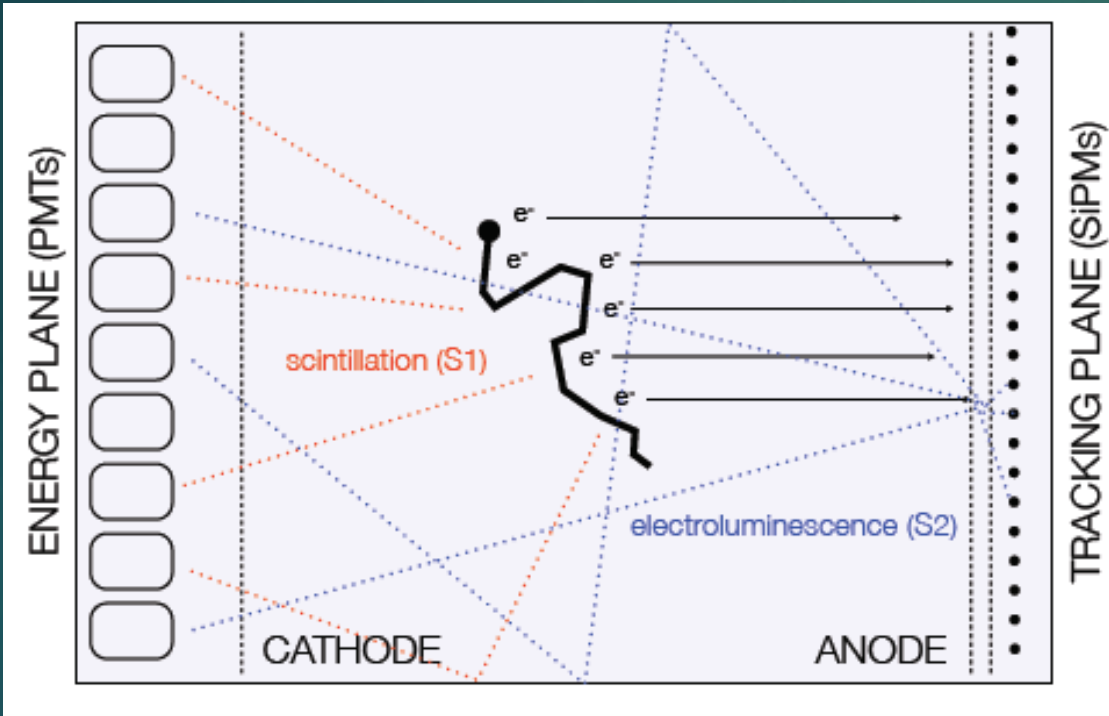 ENERGY PLANE (PMTs)
e⁻
e⁻
e⁻
e⁻
e⁻
e⁻
scintillation (S1)
electroluminescence (S2)
CATHODE
ANODE
TRACKING PLANE (SiPMs)